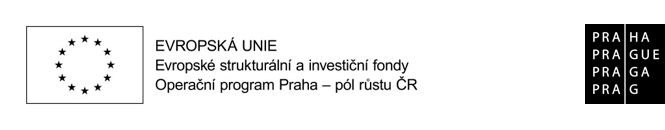 EVROPSKÁ UNIE
Evropské strukturální a investiční fondy
Operační program Praha – pól růstu ČR
PRA HA
PRA GUE
PRA GA
PRA G